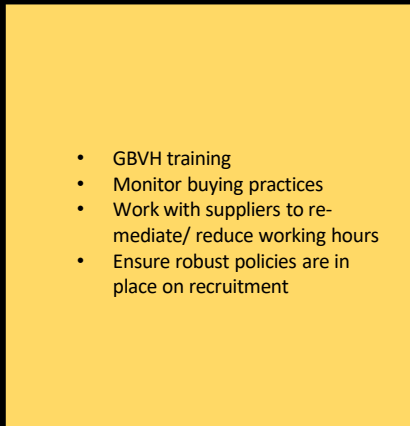 • GBVH training
• Monitor buying practices
• Work with suppliers to re-
mediate/ reduce working hours
• Ensure robust policies are in
place on recruitment